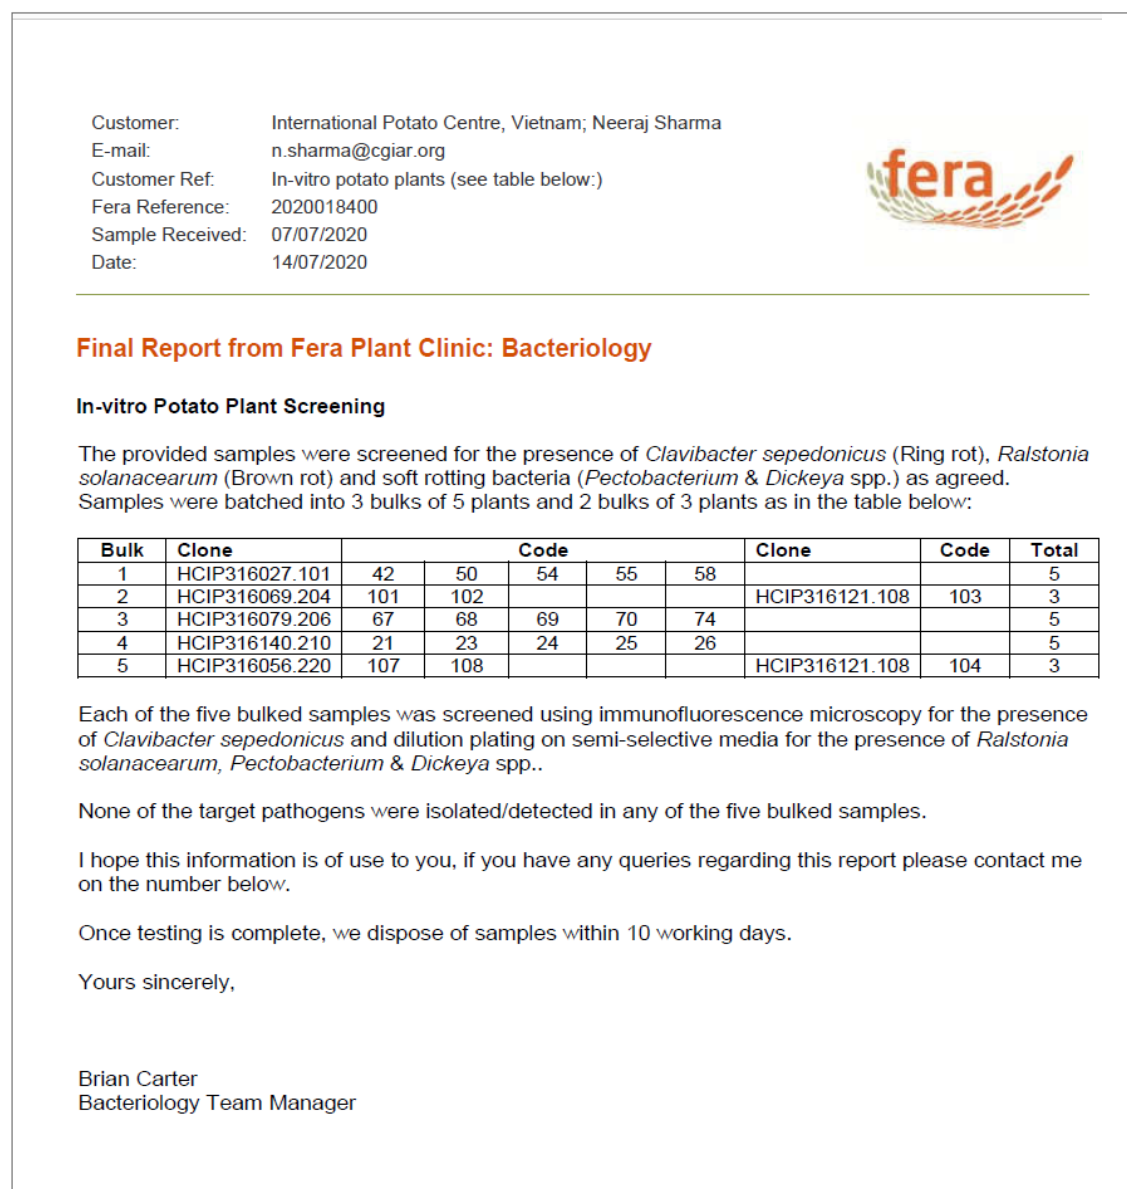 Customer: International Potato Centre, Vietnam; Neeraj Sharma
E-mail: n.sharma@cgiar.org
Customer Ref: In-vitro potato plants (see table below:)
Fera Reference: 2020018400
Sample Received: 07/07/2020
Date: 14/07/2020
fera
Final Report from Fera Plant Clinic: Bacteriology
In-vitro Potato Plant Screening
The provided samples were screened for the presence of Clavibacter sepedonicus (Ring rot), Ralstonia
solanacearum (Brown rot) and soft rotting bacteria (Pectobacterium & Dickeya spp.) as agreed.
Samples were batched into 3 bulks of 5 plants and 2 bulks of 3 plants as in the table below:
Bulk Clone Code Clone Code Total
1 HCIP316027.101 42 50 54 55 58 5
2 HCIP316069.204 101 102 HCIP316121.108 103 3
3 HCIP316079.206 67 68 69 70 74 5
4 HCIP316140.210 21 23 24 25 26 5
5 HCIP316056.220 107 108 HCIP316121.108 104 3
Each of the five bulked samples was screened using immunofluorescence microscopy for the presence
of Clavibacter sepedonicus and dilution plating on semi-selective media for the presence of Ralstonia
solanacearum, Pectobacterium & Dickeya spp..
None of the target pathogens were isolated/detected in any of the five bulked samples.
I hope this information is of use to you, if you have any queries regarding this report please contact me
on the number below.
Once testing is complete, we dispose of samples within 10 working days.
Yours sincerely,
Brian Carter
Bacteriology Team Manager